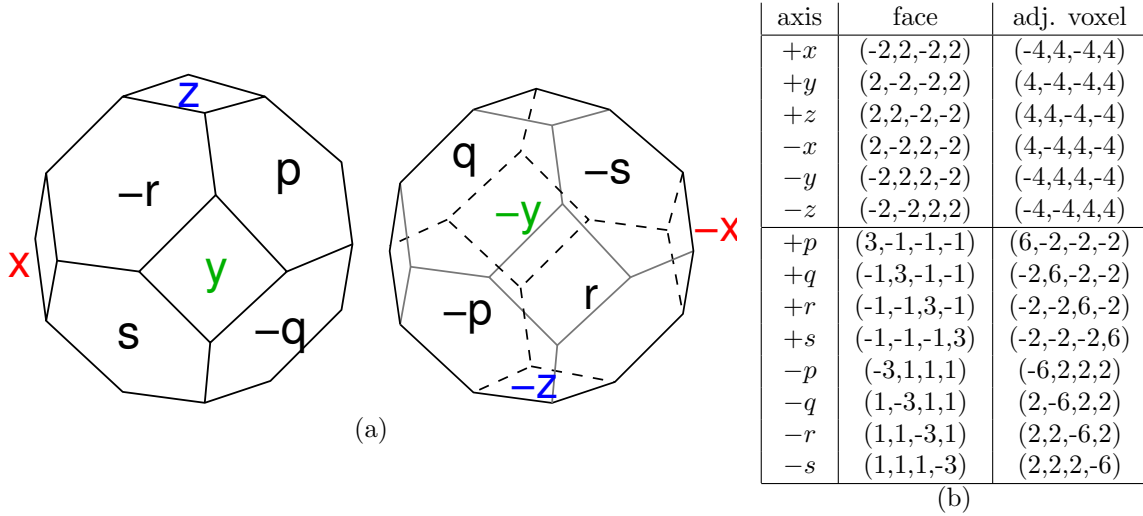 z
p
–r
x
y
s
–q
q
–s
–y
–x
r
–p
–z
(a)
axis face adj. voxel
+x (-2,2,-2,2) (-4,4,-4,4)
+y (2,-2,-2,2) (4,-4,-4,4)
+z (2,2,-2,-2) (4,4,-4,-4)
−x (2,-2,2,-2) (4,-4,4,-4)
−y (-2,2,2,-2) (-4,4,4,-4)
−z (-2,-2,2,2) (-4,-4,4,4)
+p (3,-1,-1,-1) (6,-2,-2,-2)
+q (-1,3,-1,-1) (-2,6,-2,-2)
+r (-1,-1,3,-1) (-2,-2,6,-2)
+s (-1,-1,-1,3) (-2,-2,-2,6)
−p (-3,1,1,1) (-6,2,2,2)
−q (1,-3,1,1) (2,-6,2,2)
−r (1,1,-3,1) (2,2,-6,2)
−s (1,1,1,-3) (2,2,2,-6)
(b)